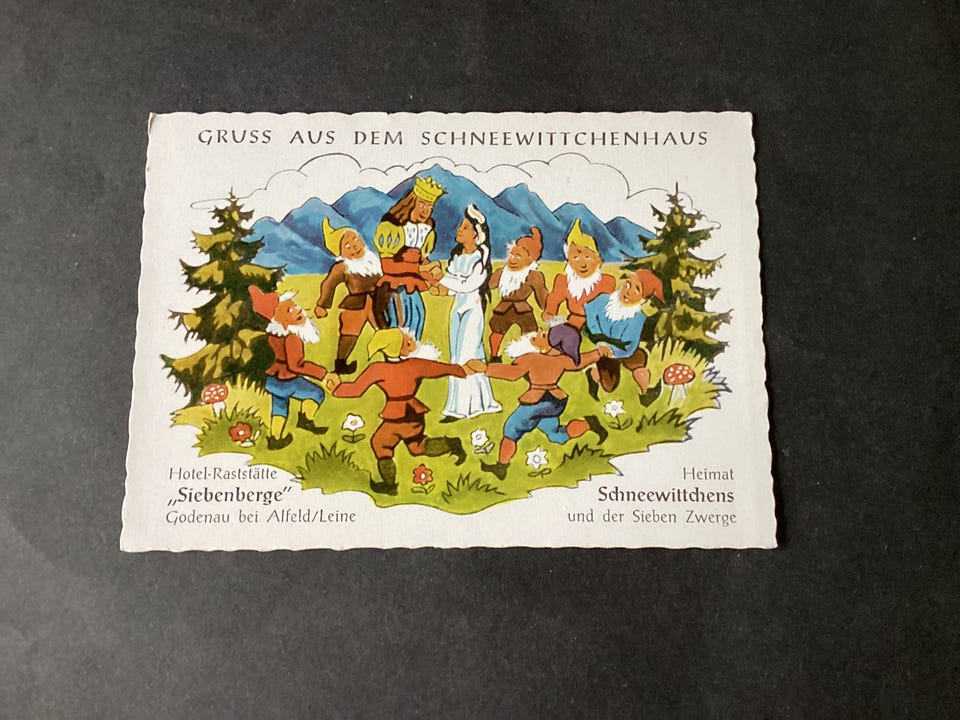 GRUSS AUS DEM SCHNEEWITTCHENHAUS
Hotel-Raststätte
„Siebenberge"
Godenau bei Alfeld/Leine
Heimat
Schneewittchens
und der Sieben Zwerge